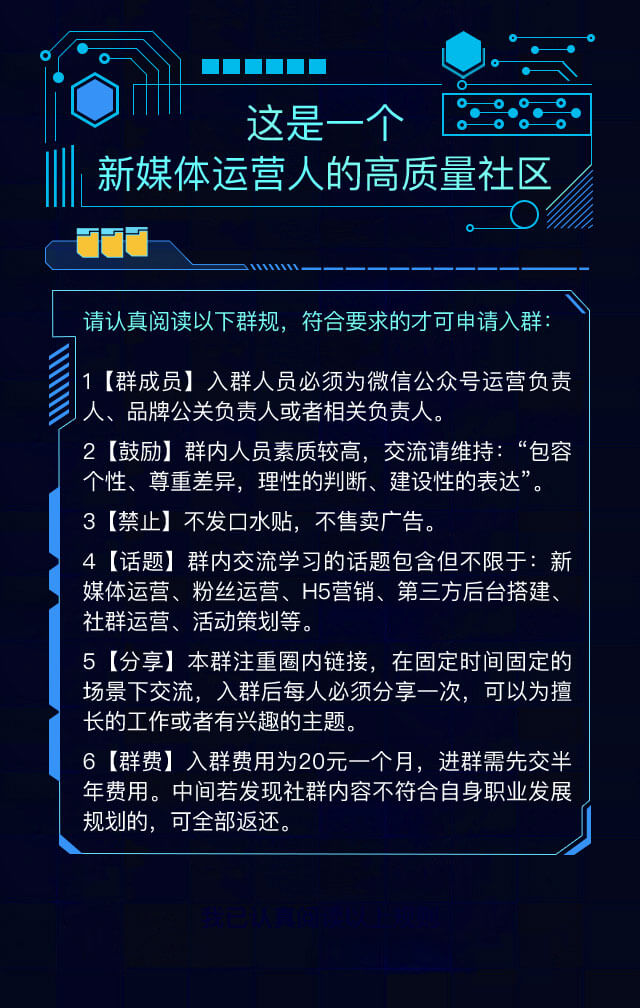 这是一个
新媒体运营人的高质量社区
请认真阅读以下群规，符合要求的才可申请入群：
1【群成员】入群人员必须为微信公众号运营负责
人、品牌公关负责人或者相关负责人。
2【鼓励】群内人员素质较高，交流请维持：“包容
个性、尊重差异，理性的判断、建设性的表达”。
3【禁止】不发口水贴，不售卖广告。
4【话题】群内交流学习的话题包含但不限于：新
媒体运营、粉丝运营、H5营销、第三方后台搭建、
社群运营、活动策划等。
5【分享】本群注重圈内链接，在固定时间固定的
场景下交流，入群后每人必须分享一次，可以为擅
长的工作或者有兴趣的主题。
6【群费】入群费用为20元一个月，进群需先交半
年费用。中间若发现社群内容不符合自身职业发展
规划的，可全部返还。
我已认真阅